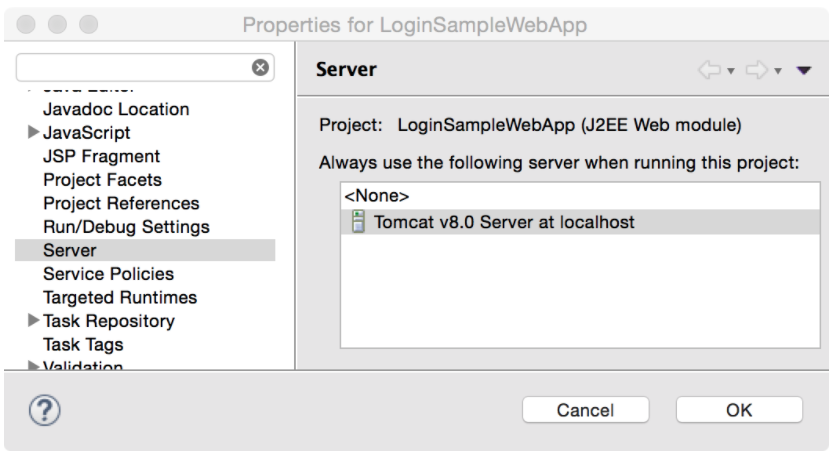 Properties for LoginSampleWebApp
Javadoc Location
JavaScript
JSP Fragment
Project Facets
Project References
Run/Debug Settings
Server
Service Policies
Targeted Runtimes
Task Repository
Task Tags
Validation
Server
Project: LoginSampleWebApp (J2EE Web module)
Always use the following server when running this project:
<None>
Tomcat v8.0 Server at localhost
?
Cancel
OK